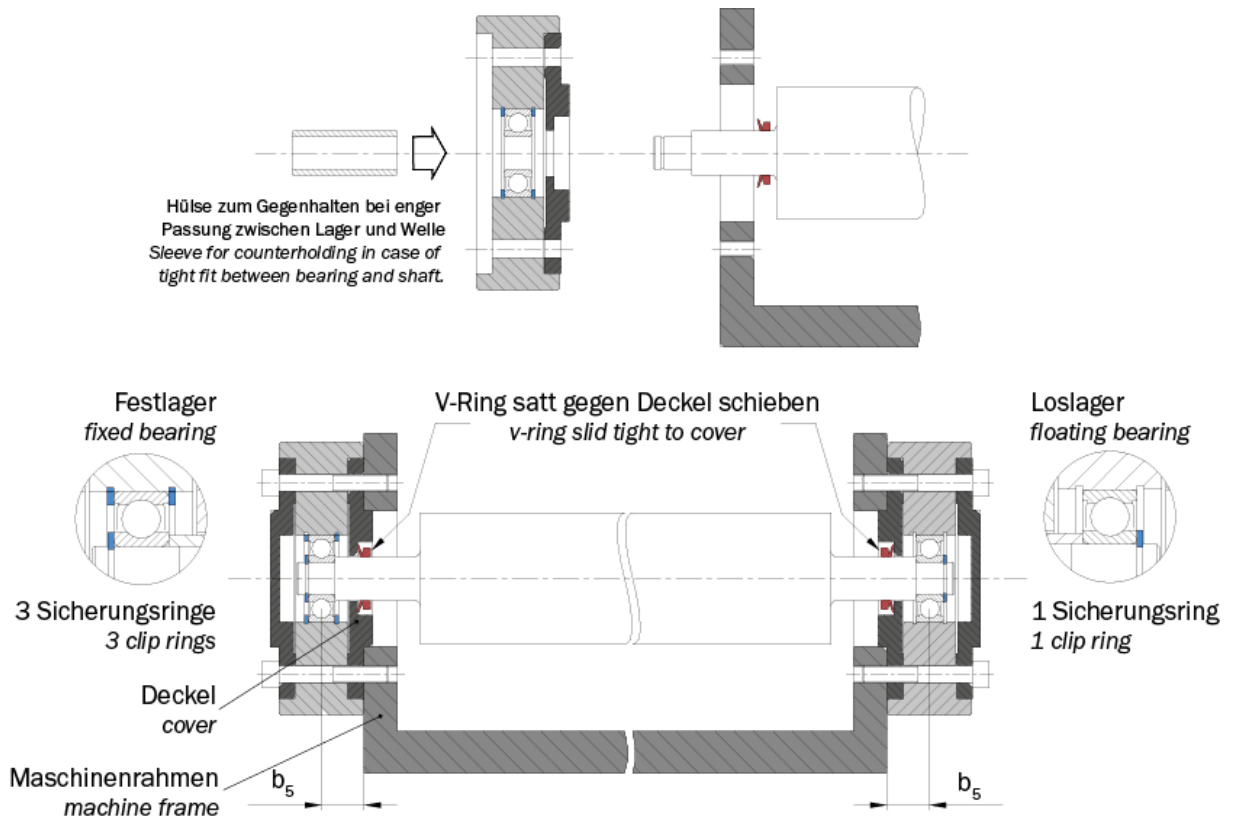 Hülse zum Gegenhalten bei enger
Passung zwischen Lager und Welle
Sleeve for counterholding in case of
tight fit between bearing and shaft.
Festlager
fixed bearing
V-Ring satt gegen Deckel schieben
v-ring slid tight to cover
Loslager
floating bearing
3 Sicherungsringe
3 clip rings
1 Sicherungsring
1 clip ring
Deckel
cover
Maschinenrahmen
machine frame
b5
b5